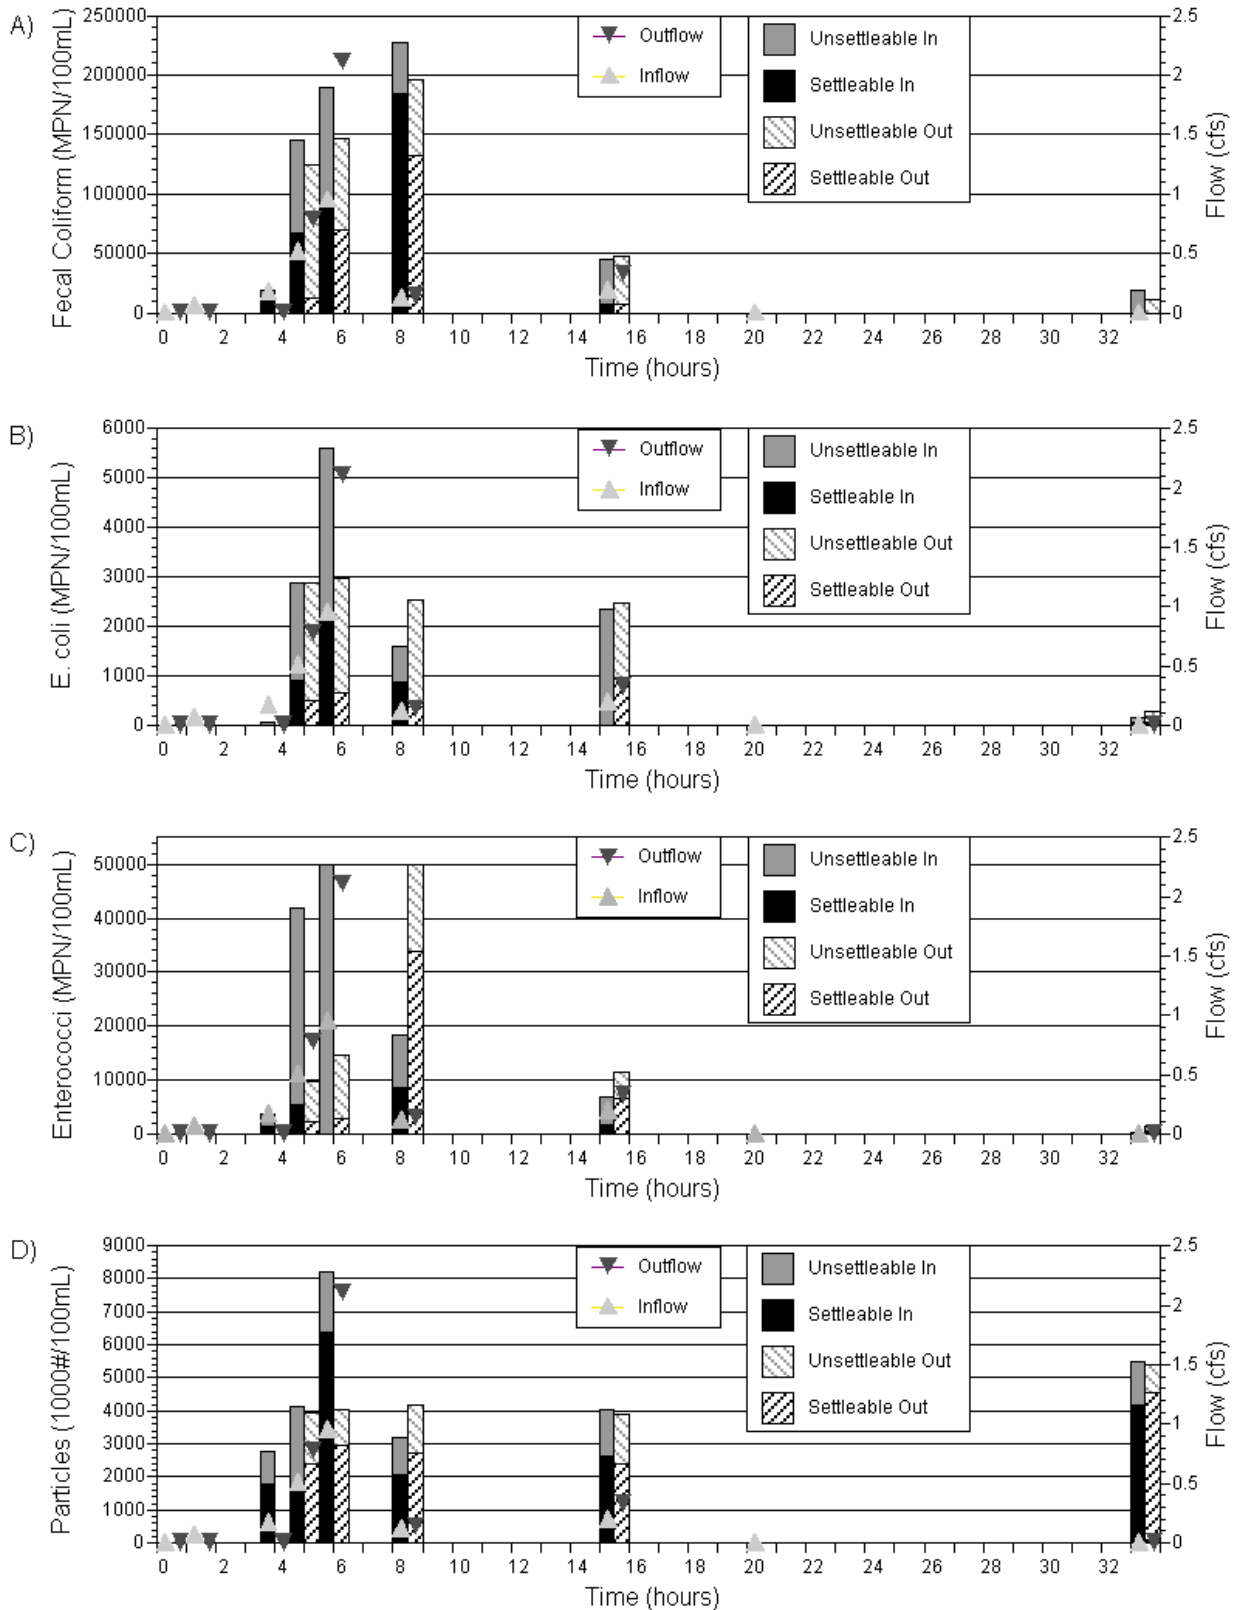 A)
Fecal Coliform (MPN/100mL)
250000
200000
150000
100000
50000
0
Outflow
Inflow
Unsettleable In
Settleable In
Unsettleable Out
Settleable Out
2.5
2
1.5
1
0.5
0
Flow (cfs)
0 2 4 6 8 10 12 14 16 18 20 22 24 26 28 30 32
Time (hours)
B)
E. coli (MPN/100mL)
6000
5000
4000
3000
2000
1000
0
Outflow
Inflow
Unsettleable In
Settleable In
Unsettleable Out
Settleable Out
2.5
2
1.5
1
0.5
0
Flow (cfs)
0 2 4 6 8 10 12 14 16 18 20 22 24 26 28 30 32
Time (hours)
C)
Enterococci (MPN/100mL)
50000
40000
30000
20000
10000
0
Outflow
Inflow
Unsettleable In
Settleable In
Unsettleable Out
Settleable Out
2.5
2
1.5
1
0.5
0
Flow (cfs)
0 2 4 6 8 10 12 14 16 18 20 22 24 26 28 30 32
Time (hours)
D)
Particles (1000#/100mL)
9000
8000
7000
6000
5000
4000
3000
2000
1000
0
Outflow
Inflow
Unsettleable In
Settleable In
Unsettleable Out
Settleable Out
2.5
2
1.5
1
0.5
0
Flow (cfs)
0 2 4 6 8 10 12 14 16 18 20 22 24 26 28 30 32
Time (hours)